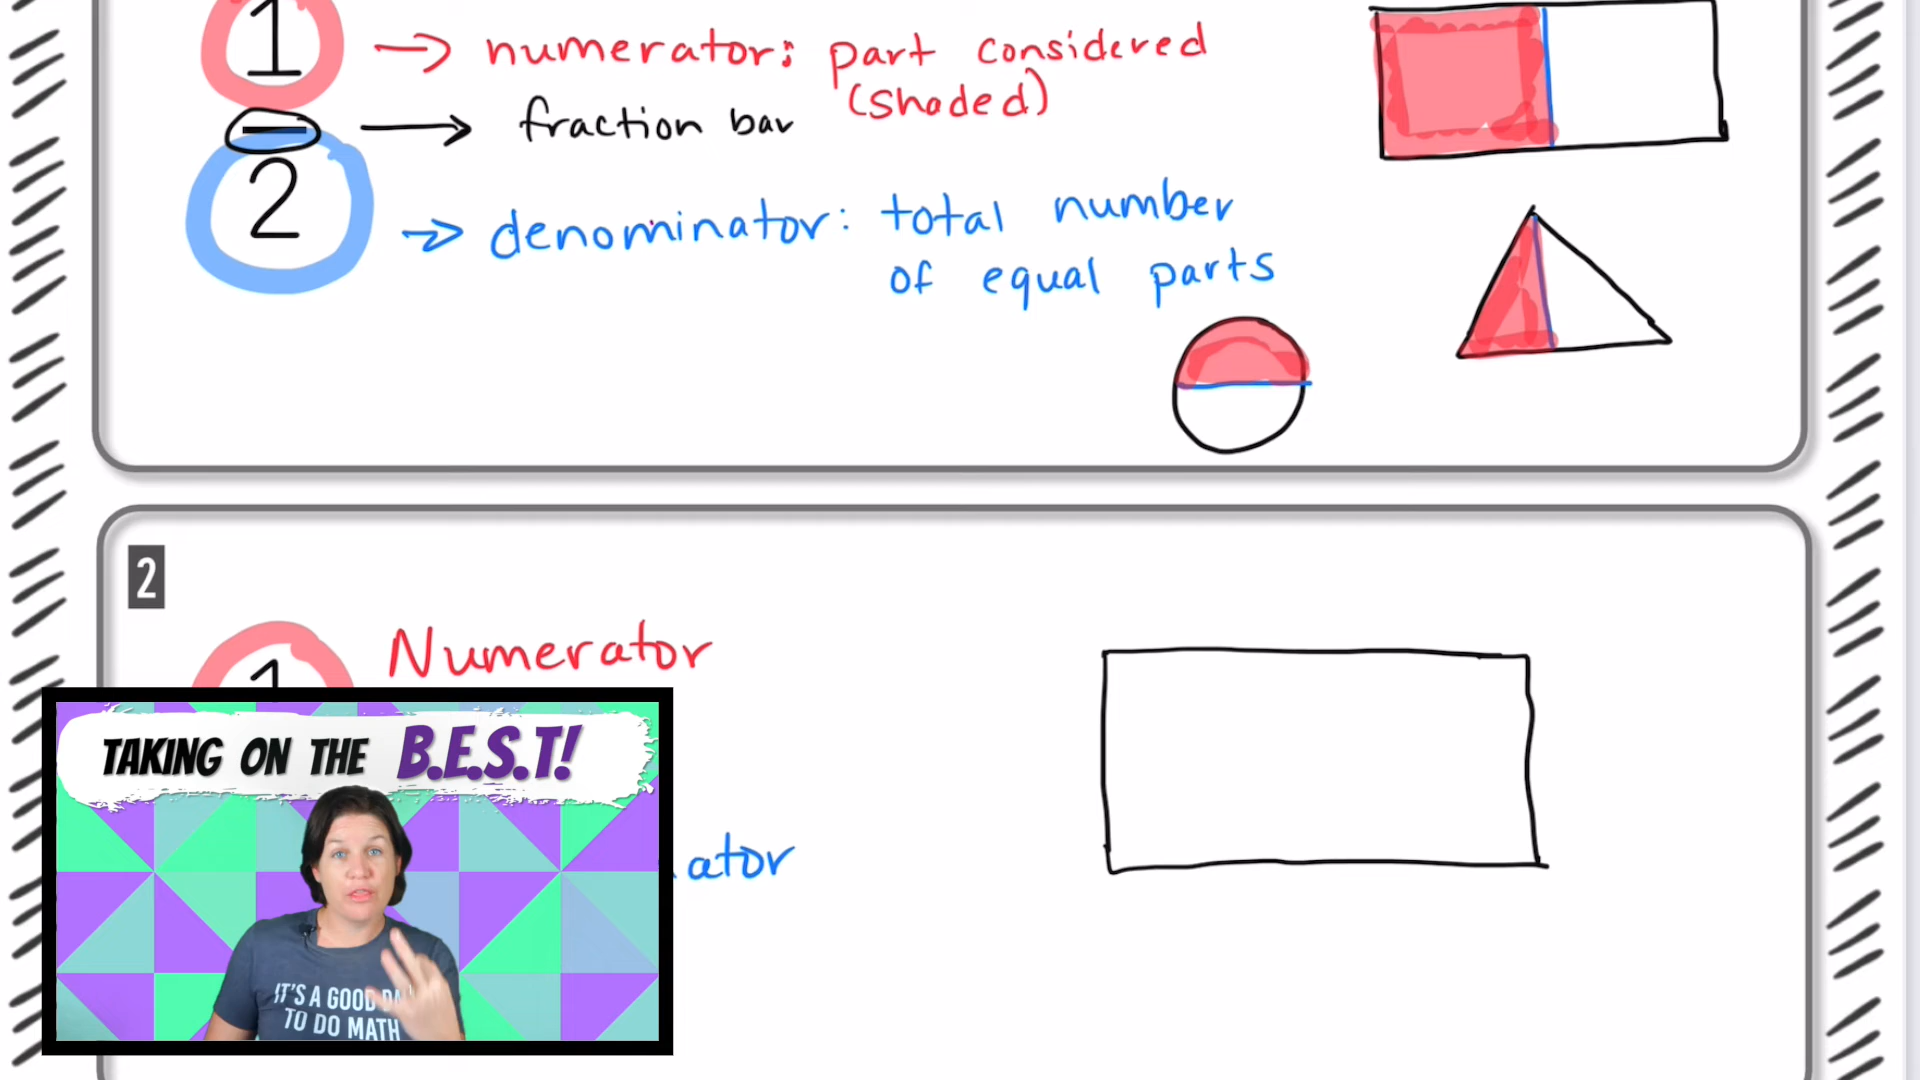 1 → numerator: part considered
(shaded)
— → fraction bar
2 → denominator: total number
of equal parts
2
Numerator
1
ator
TAKING ON THE B.E.S.T!
IT'S A GOOD
TO DO MATH